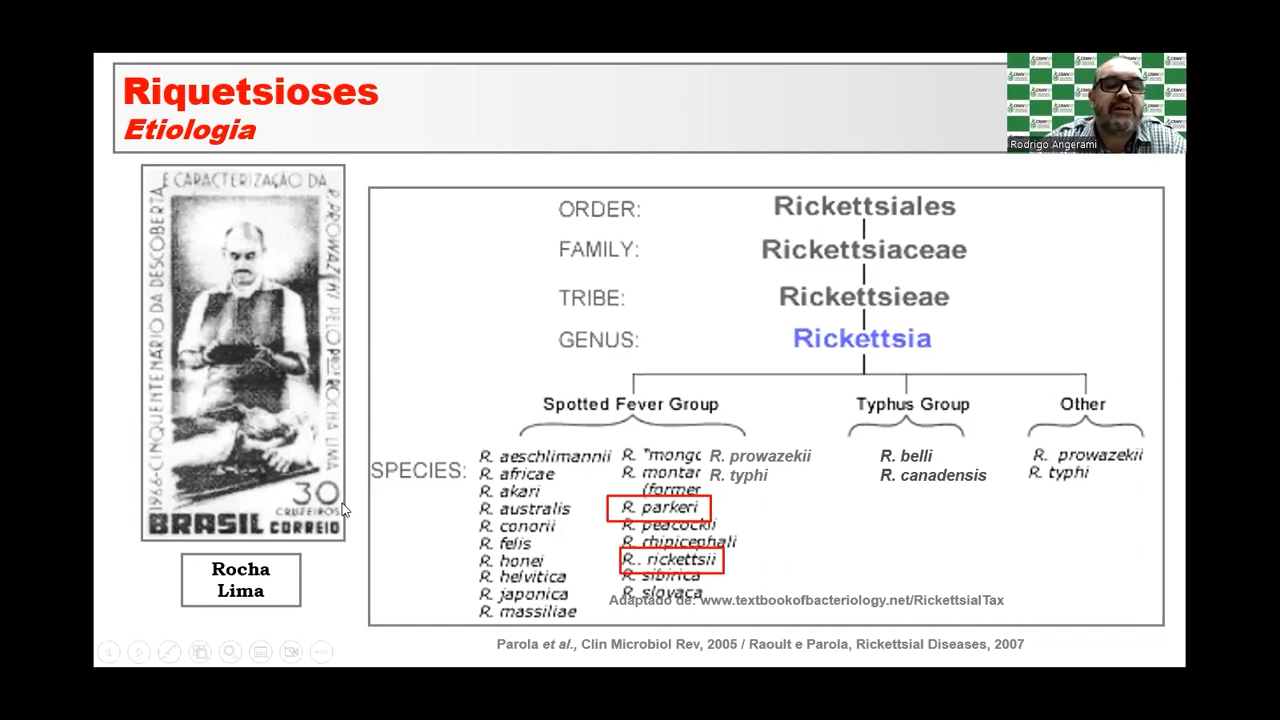 Riquetsioses
Etiologia
Rodrigo Angerami
E CARACTERIZAÇÃO DA
R. PROWAZEKI PELO PROF. ROCHA LIMA
1966-CINQUENTENÁRIO DA DESCOBERTA
30
CRUZEIROS
BRASIL CORREIO
Rocha
Lima
ORDER: Rickettsiales
FAMILY: Rickettsiaceae
TRIBE: Rickettsieae
GENUS: Rickettsia
Spotted Fever Group
Typhus Group
Other
SPECIES:
R. aeschlimannii
R. africae
R. akari
R. australis
R. conorii
R. felis
R. honei
R. helvitica
R. japonica
R. massiliae
R. "mongo
R. montar
(former
R. parkeri
R. peacockii
R. rhipicephali
R.. rickettsii
R. sibirica
R. slovaca
R. prowazekii
R. typhi
R. belli
R. canadensis
R. prowazekii
R. typhi
Adaptado de: www.textbookofbacteriology.net/RickettsialTax
Parola et al., Clin Microbiol Rev, 2005 / Raoult e Parola, Rickettsial Diseases, 2007